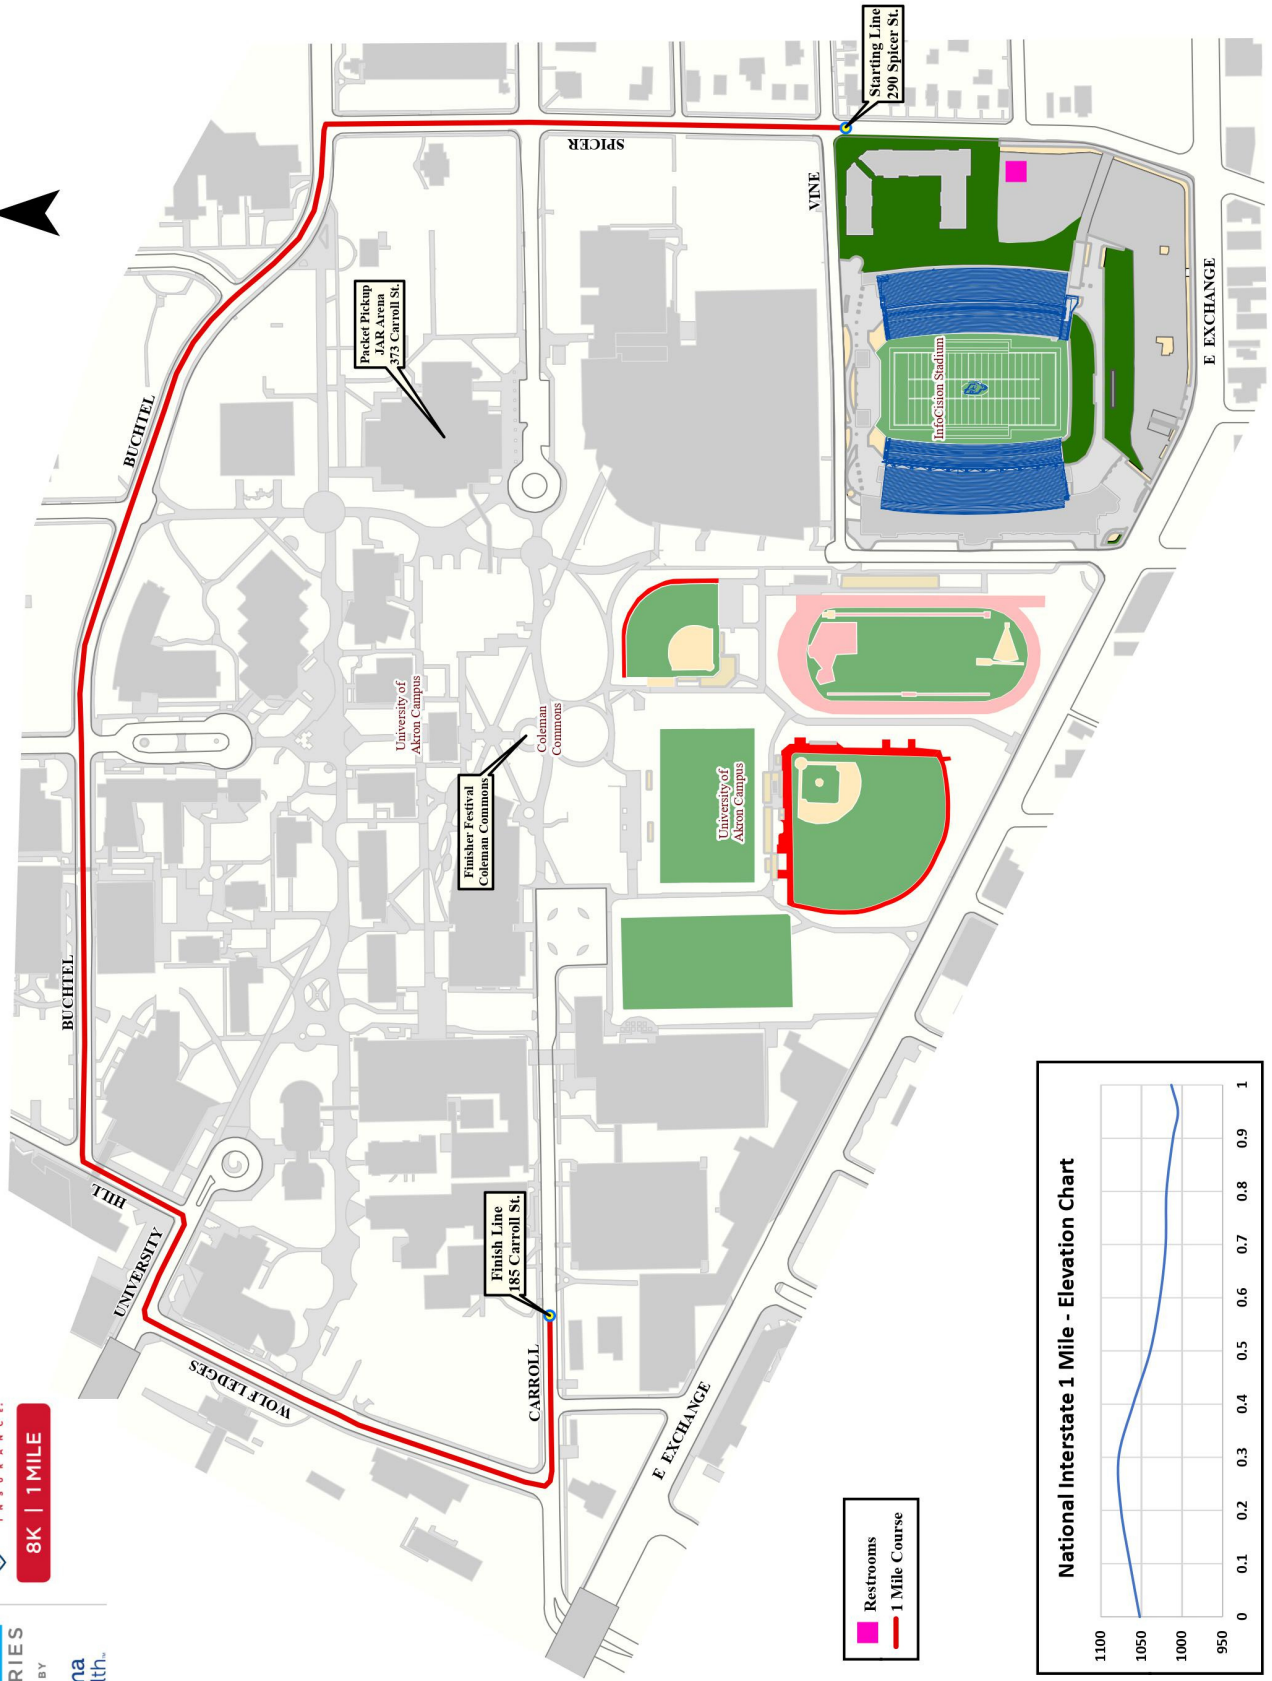 Starting Line
290 Spicer St.
SPICER
VINE
E EXCHANGE
Packet Pickup
JAR Arena
373 Carroll St.
InfoCision Stadium
BUCHTEL
University of
Akron Campus
Coleman
Commons
Finisher Festival
Coleman Commons
University of
Akron Campus
BUCHTEL
HILL
UNIVERSITY
WOLF LEDGES
Finish Line
185 Carroll St.
CARROLL
E EXCHANGE
8K | 1 MILE
RIES
BY
na
lth™
Restrooms
1 Mile Course
National Interstate 1 Mile - Elevation Chart
1100
1050
1000
950
0 0.1 0.2 0.3 0.4 0.5 0.6 0.7 0.8 0.9 1